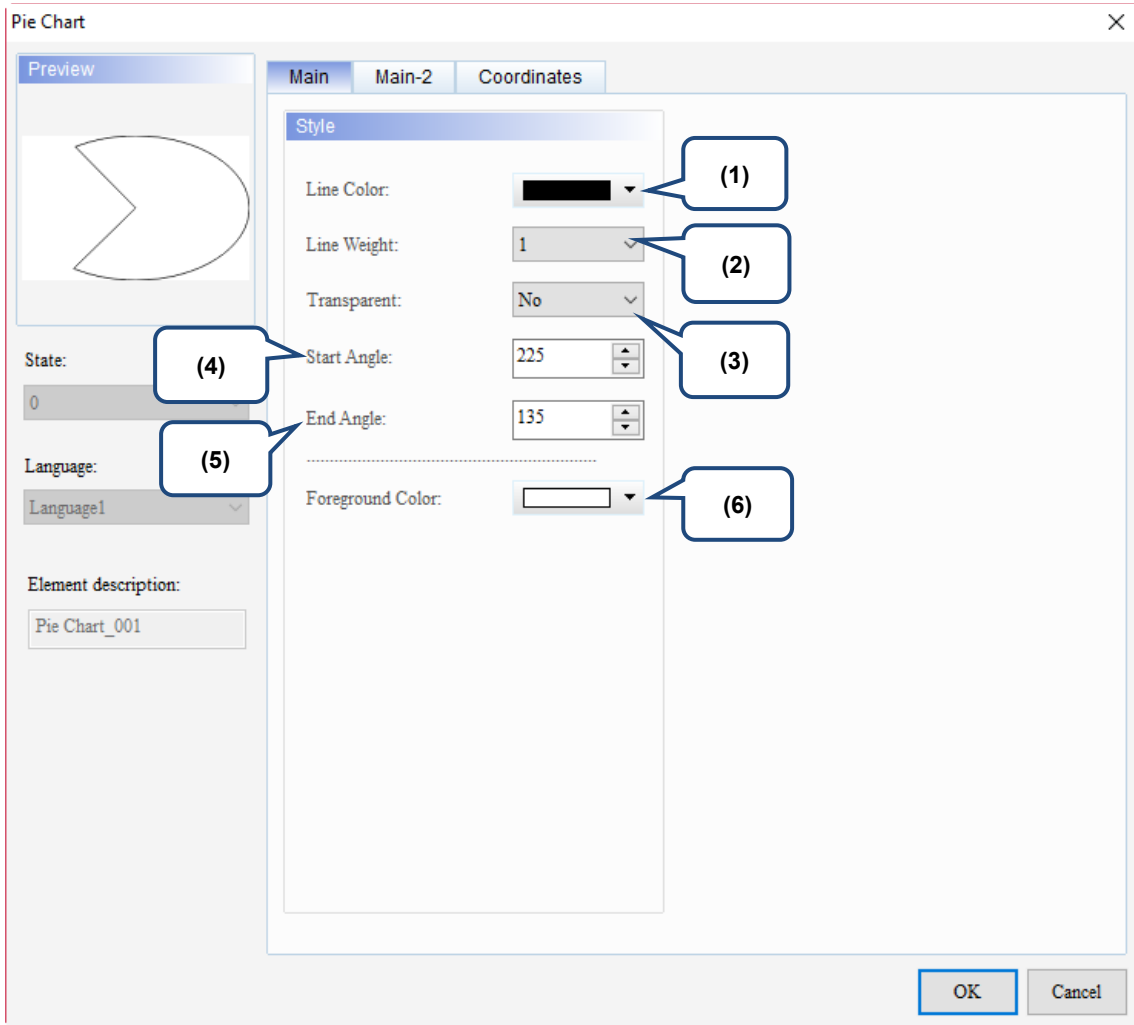 Pie Chart
Preview
Main Main-2 Coordinates
Style
Line Color:
(1)
Line Weight: 1
(2)
Transparent: No
(3)
Start Angle: 225
(4)
End Angle: 135
(5)
Foreground Color:
(6)
State:
0
Language:
Language1
Element description:
Pie Chart_001
OK Cancel